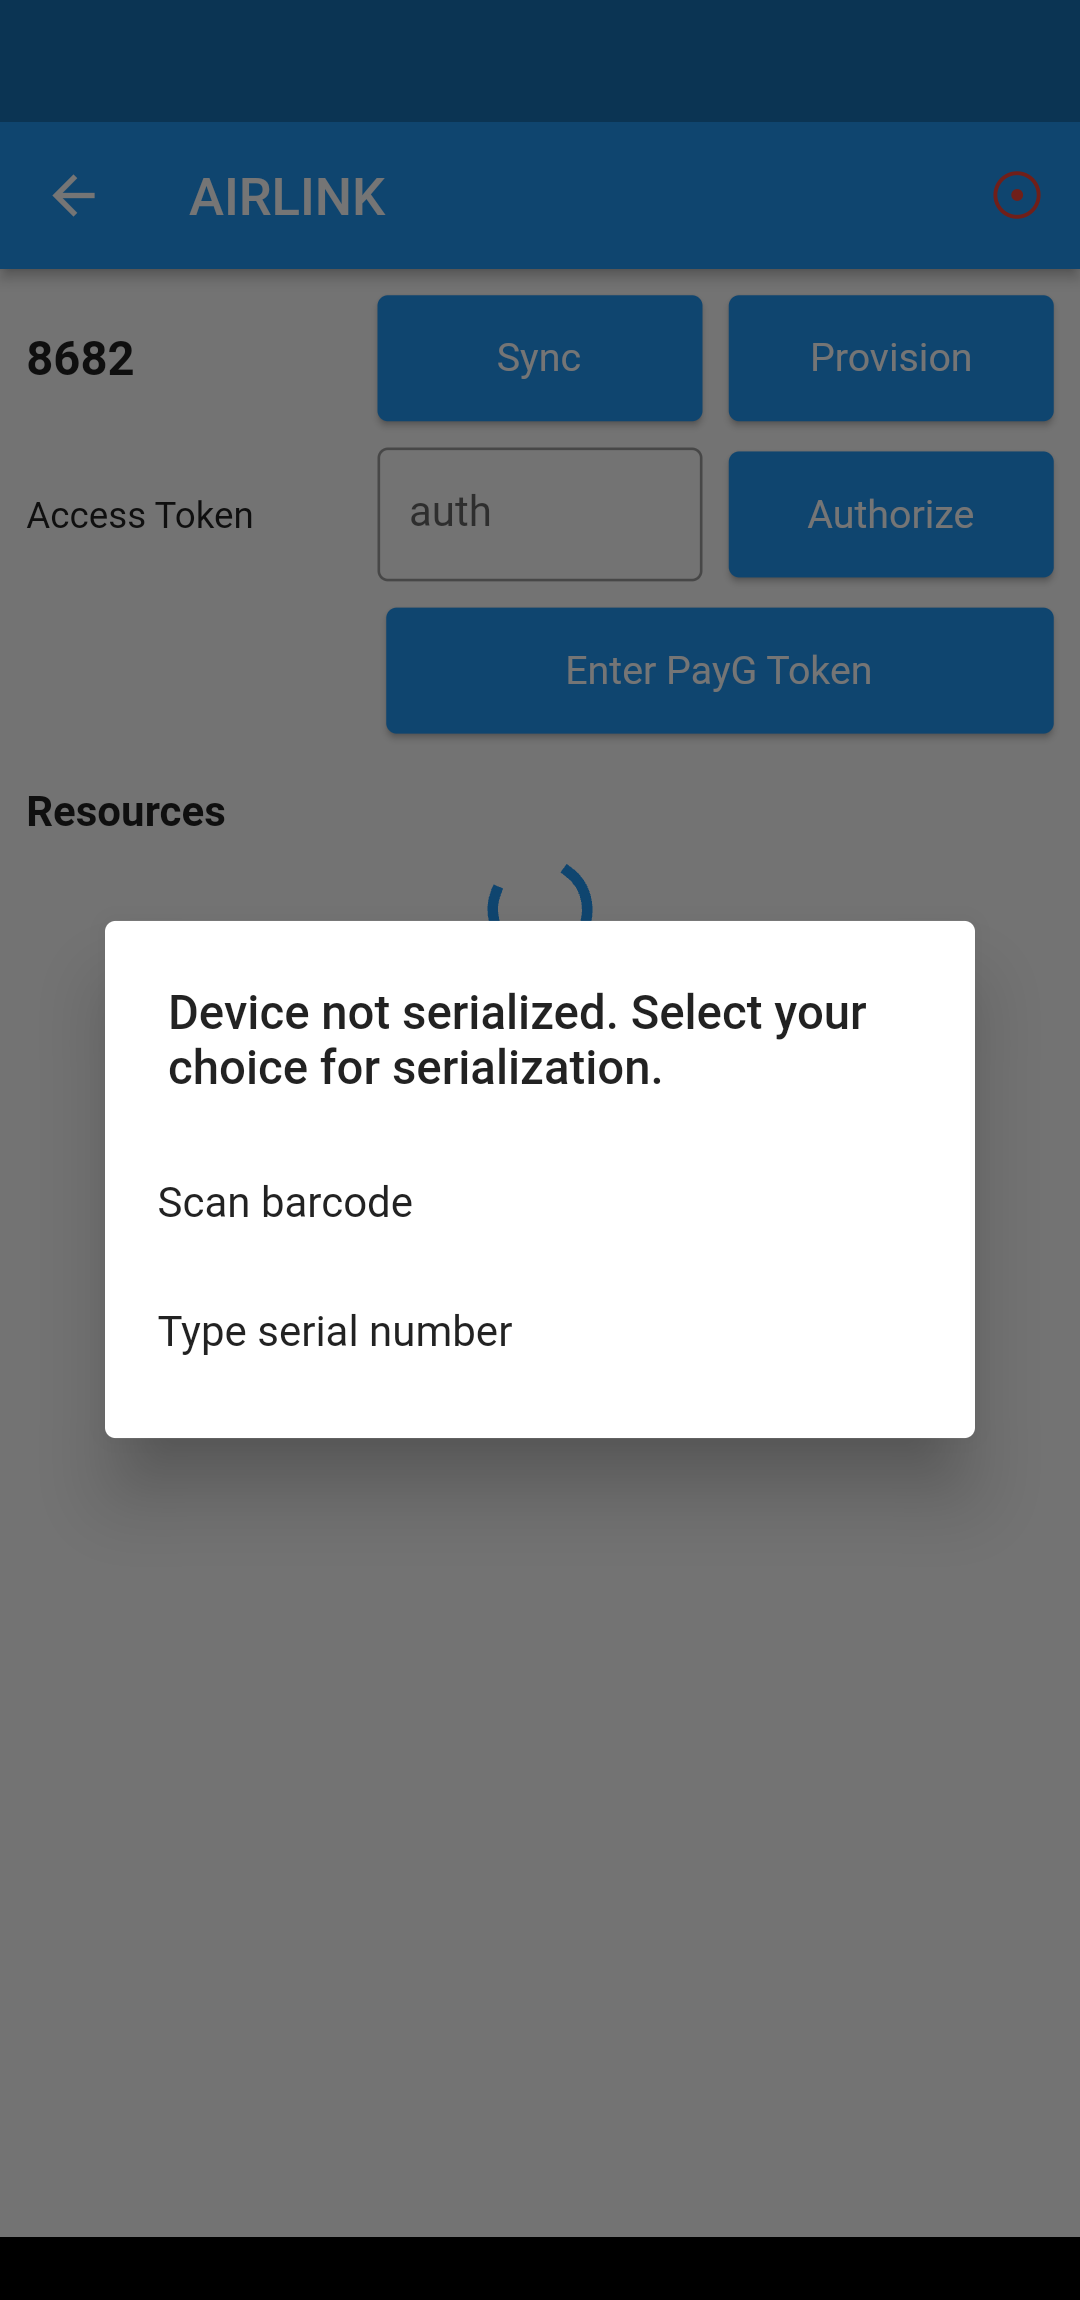 AIRLINK
8682
Sync
Provision
Access Token
auth
Authorize
Enter PayG Token
Resources
Device not serialized. Select your
choice for serialization.
Scan barcode
Type serial number